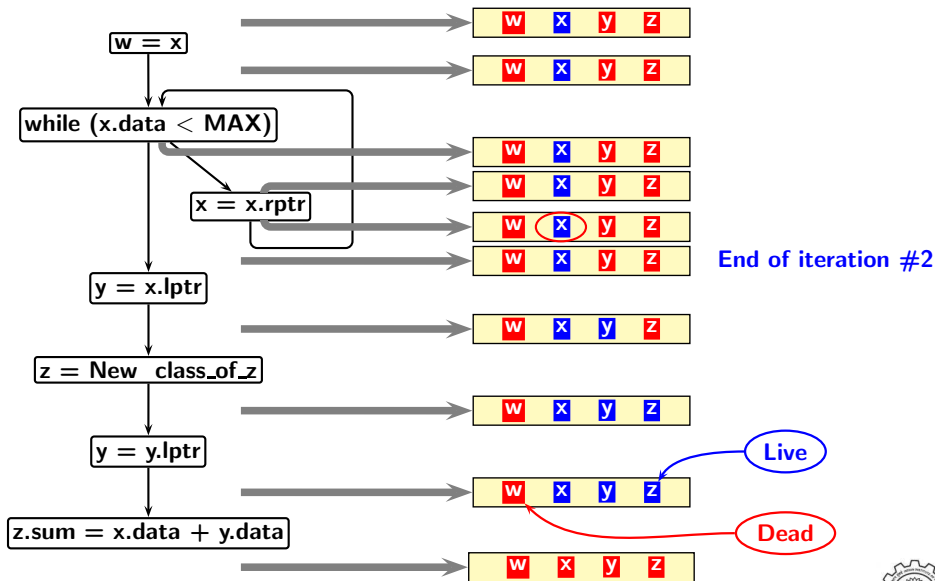 w x y z
w = x
w x y z
while (x.data < MAX)
w x y z
w x y z
x = x.rptr
w x y z
w x y z End of iteration #2
y = x.lptr
w x y z
z = New class_of_z
w x y z
y = y.lptr
Live
w x y z
z.sum = x.data + y.data
Dead
w x y z